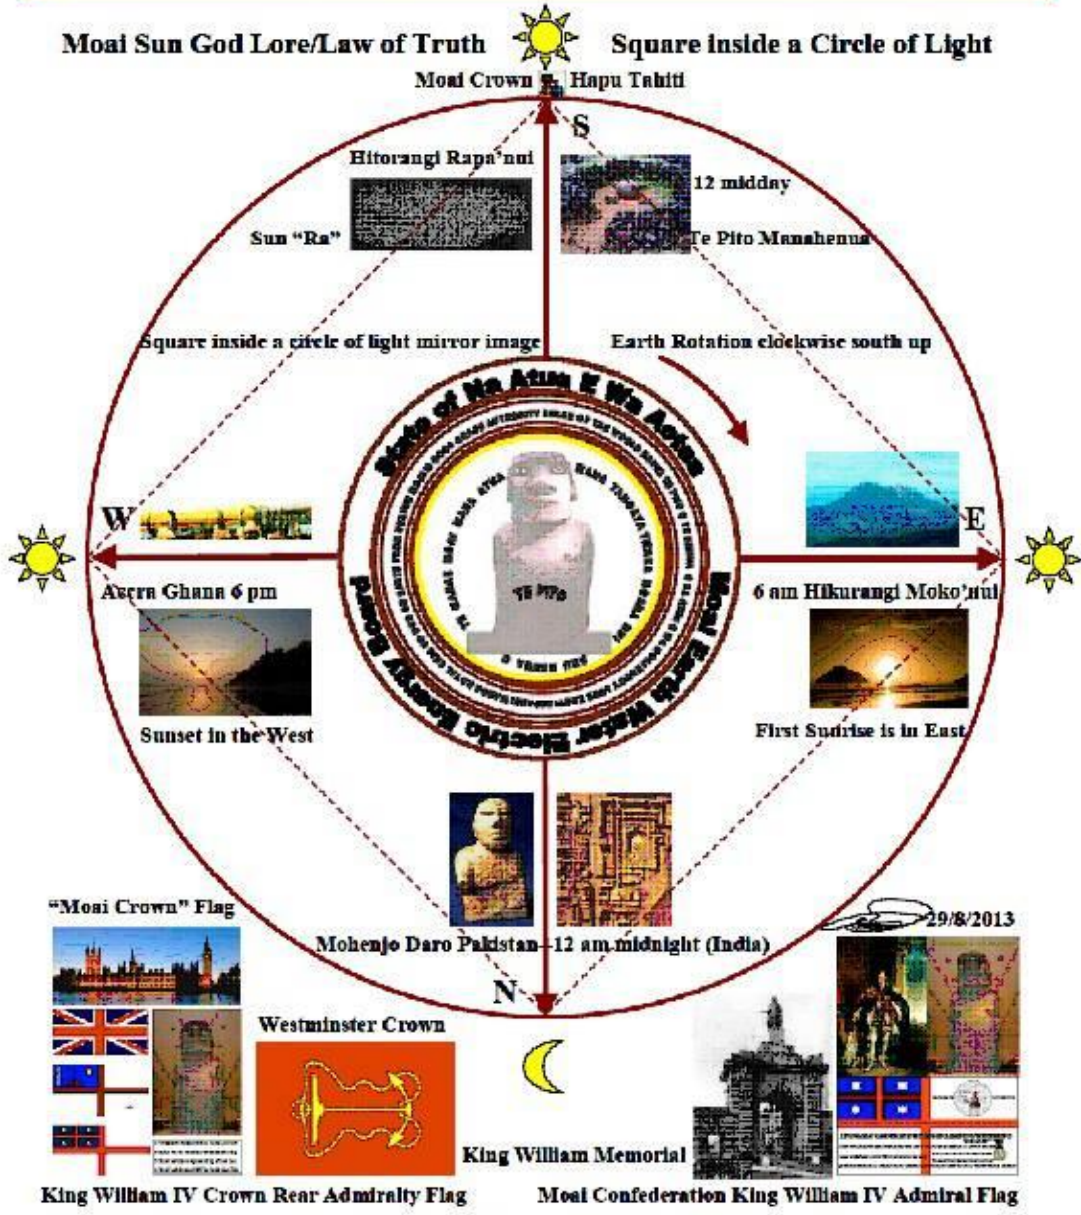 Moai Sun God Lore/Law of Truth
Square inside a Circle of Light
Moai Crown
Hapu Tahiti
S
Hitorangi Rapa'nui
12 midday
Sun "Ra"
Te Pito Manahenua
Square inside a circle of light mirror image
Earth Rotation clockwise south up
State of Na Atua E Wa Aotea
Moai Earth Water Electric Energy Board
TE PITO
W
E
Accra Ghana 6 pm
6 am Hikurangi Moko'nui
Sunset in the West
First Sunrise is in East
Mohenjo Daro Pakistan--12 am midnight (India)
N
"Moai Crown" Flag
29/8/2013
Westminster Crown
King William Memorial
King William IV Crown Rear Admiralty Flag
Moai Confederation King William IV Admiral Flag